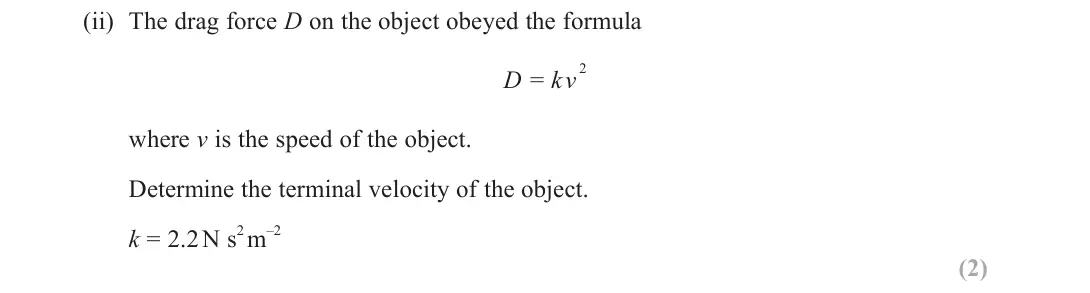 (ii) The drag force D on the object obeyed the formula
D = kv²
where v is the speed of the object.
Determine the terminal velocity of the object.
k = 2.2 N s² m⁻²
(2)